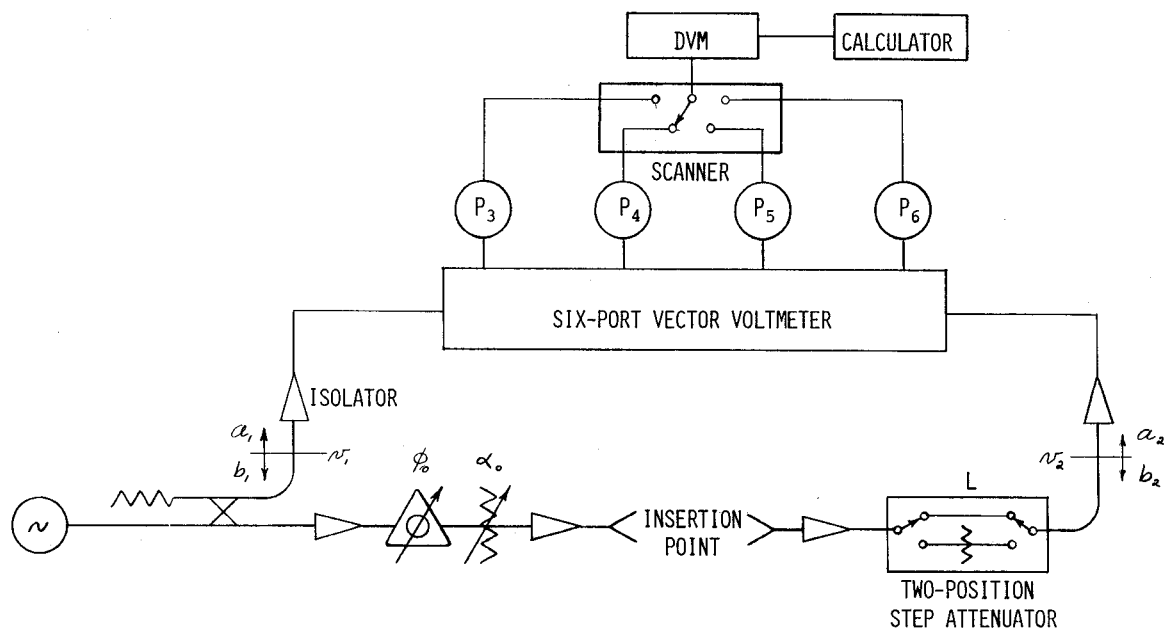 DVM
CALCULATOR
SCANNER
P₃
P₄
P₅
P₆
SIX-PORT VECTOR VOLTMETER
ISOLATOR
a₁
b₁
v₁
ϕ₀
α₀
a₂
v₂
b₂
L
INSERTION
POINT
TWO-POSITION
STEP ATTENUATOR